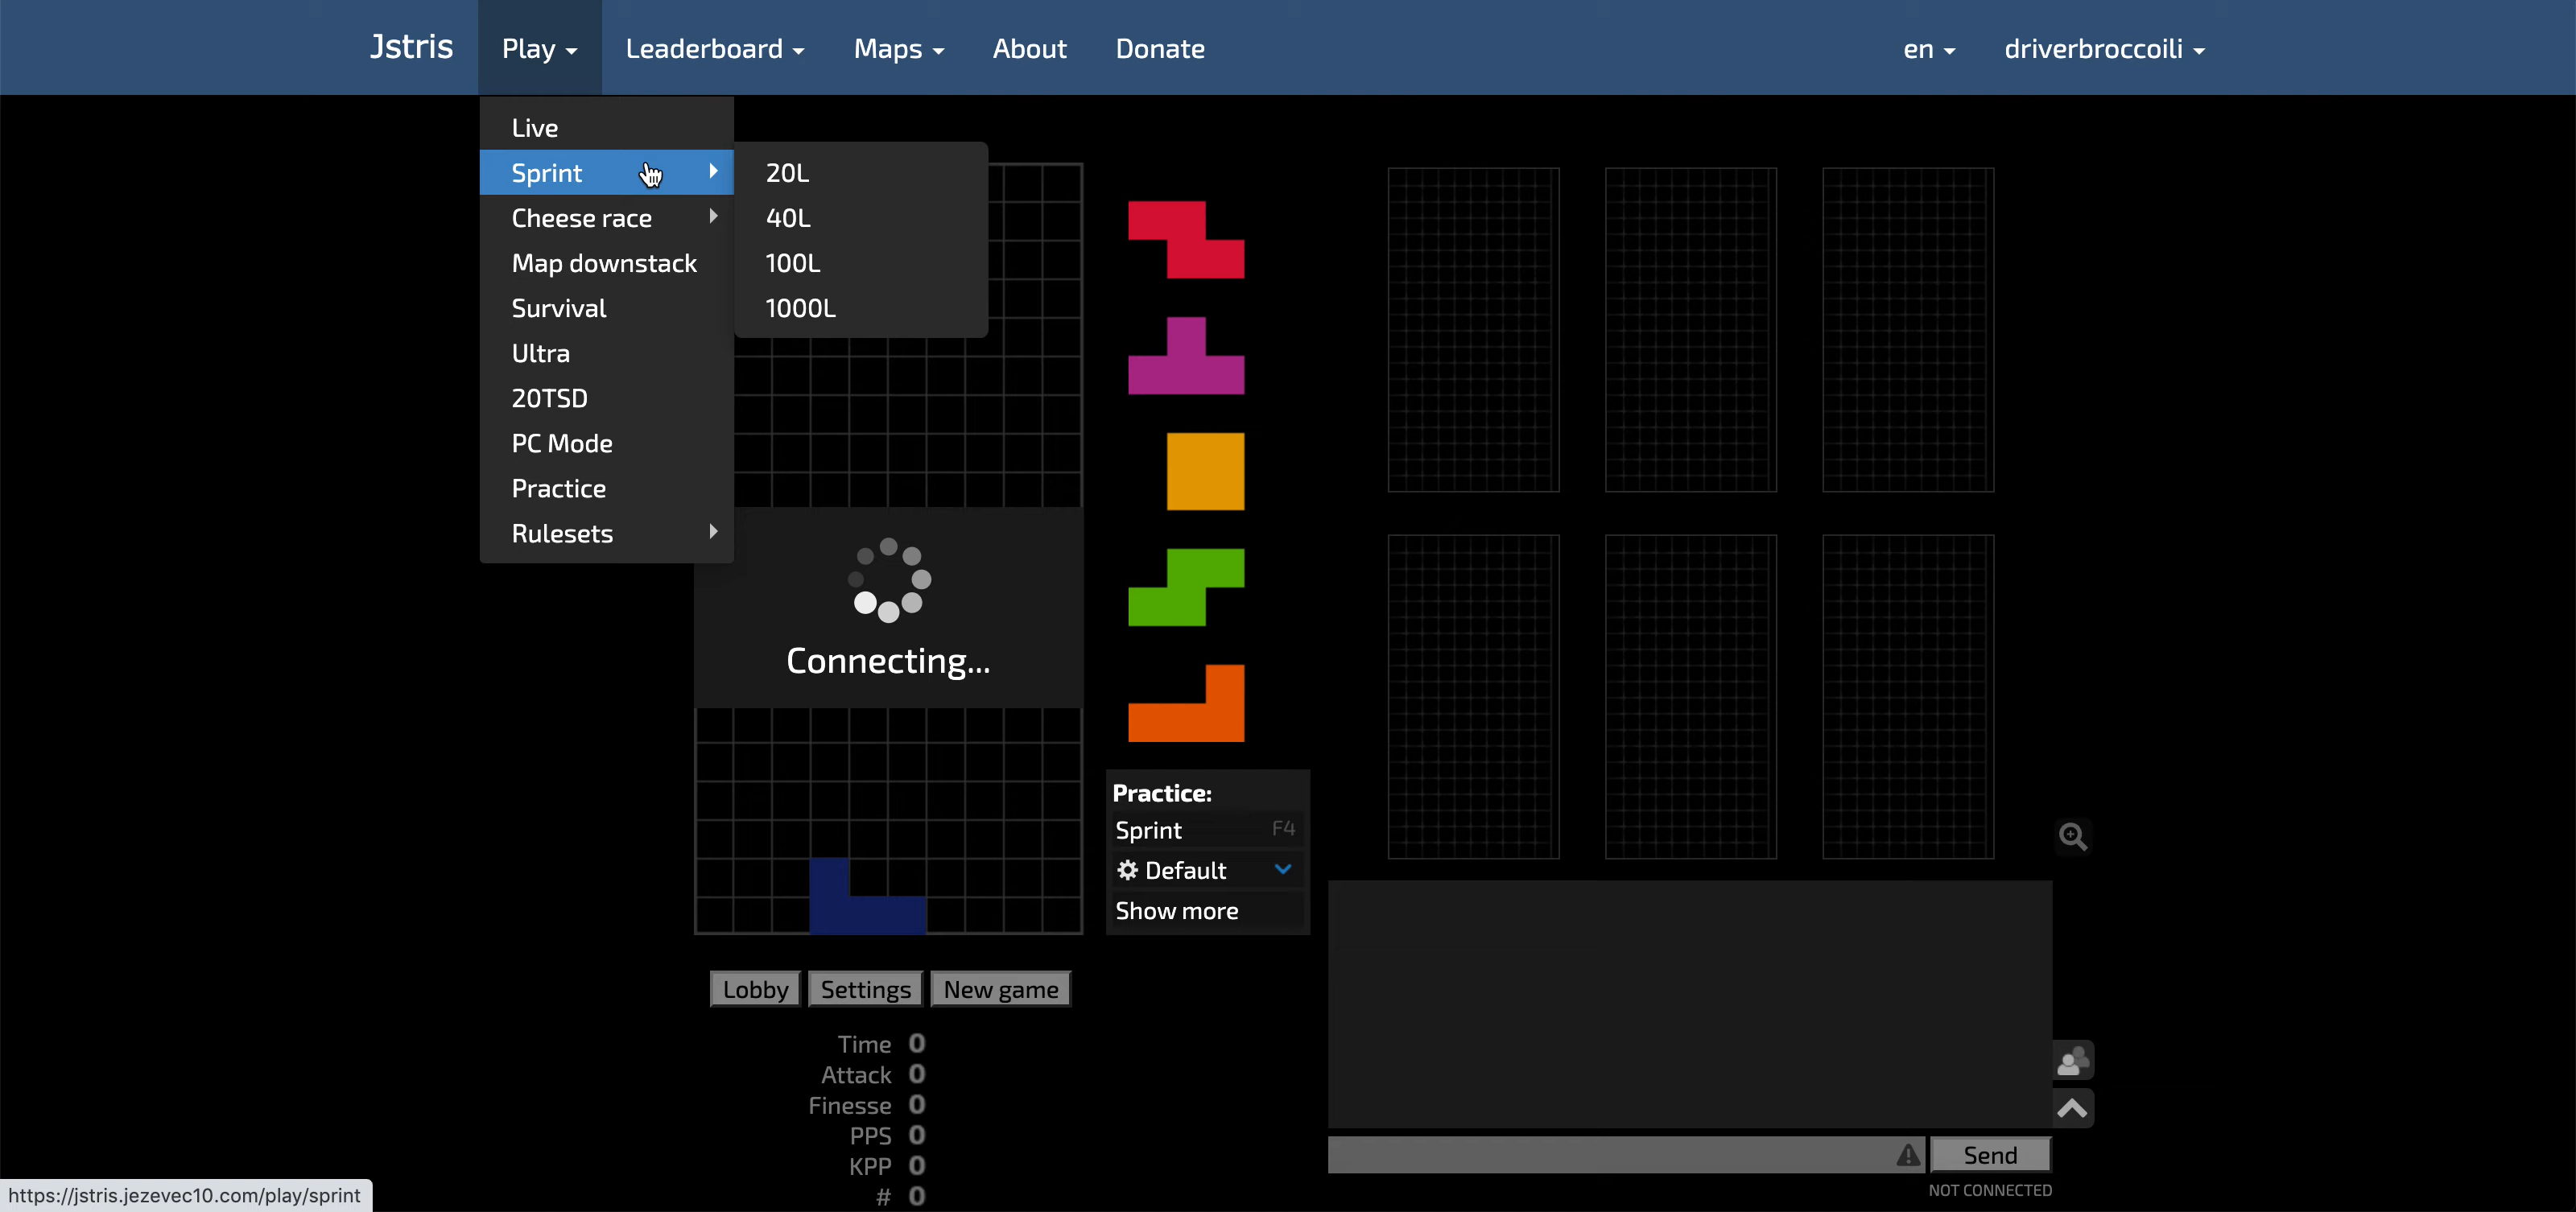 Jstris Play Leaderboard Maps About Donate en driverbroccoili
Live
Sprint
Cheese race
Map downstack
Survival
Ultra
20TSD
PC Mode
Practice
Rulesets
20L
40L
100L
1000L
Connecting...
Practice:
Sprint F4
Default
Show more
Lobby Settings New game
Time 0
Attack 0
Finesse 0
PPS 0
KPP 0
# 0
Send
NOT CONNECTED
https://jstris.jezevec10.com/play/sprint